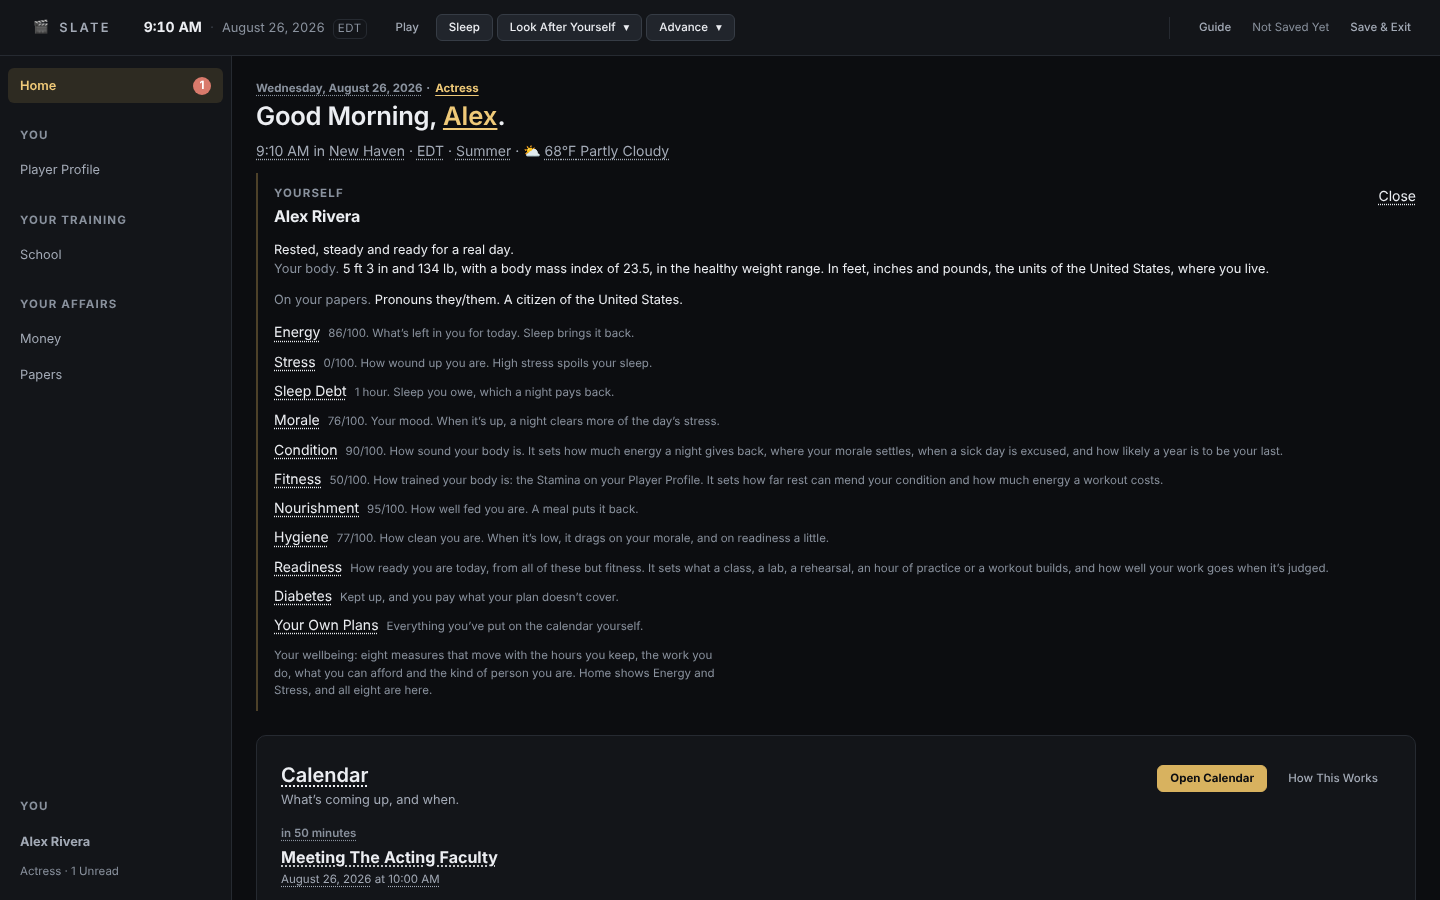 SLATE
9:10 AM · August 26, 2026 EDT
Play
Sleep
Look After Yourself ▾
Advance ▾
Guide
Not Saved Yet
Save & Exit
Home
1
YOU
Player Profile
YOUR TRAINING
School
YOUR AFFAIRS
Money
Papers
YOU
Alex Rivera
Actress · 1 Unread
Wednesday, August 26, 2026 · Actress
Good Morning, Alex.
9:10 AM in New Haven · EDT · Summer · 68°F Partly Cloudy
YOURSELF
Close
Alex Rivera
Rested, steady and ready for a real day.
Your body. 5 ft 3 in and 134 lb, with a body mass index of 23.5, in the healthy weight range. In feet, inches and pounds, the units of the United States, where you live.
On your papers. Pronouns they/them. A citizen of the United States.
Energy 86/100. What's left in you for today. Sleep brings it back.
Stress 0/100. How wound up you are. High stress spoils your sleep.
Sleep Debt 1 hour. Sleep you owe, which a night pays back.
Morale 76/100. Your mood. When it's up, a night clears more of the day's stress.
Condition 90/100. How sound your body is. It sets how much energy a night gives back, where your morale settles, when a sick day is excused, and how likely a year is to be your last.
Fitness 50/100. How trained your body is: the Stamina on your Player Profile. It sets how far rest can mend your condition and how much energy a workout costs.
Nourishment 95/100. How well fed you are. A meal puts it back.
Hygiene 77/100. How clean you are. When it's low, it drags on your morale, and on readiness a little.
Readiness How ready you are today, from all of these but fitness. It sets what a class, a lab, a rehearsal, an hour of practice or a workout builds, and how well your work goes when it's judged.
Diabetes Kept up, and you pay what your plan doesn't cover.
Your Own Plans Everything you've put on the calendar yourself.
Your wellbeing: eight measures that move with the hours you keep, the work you
do, what you can afford and the kind of person you are. Home shows Energy and
Stress, and all eight are here.
Calendar
What's coming up, and when.
Open Calendar
How This Works
in 50 minutes
Meeting The Acting Faculty
August 26, 2026 at 10:00 AM